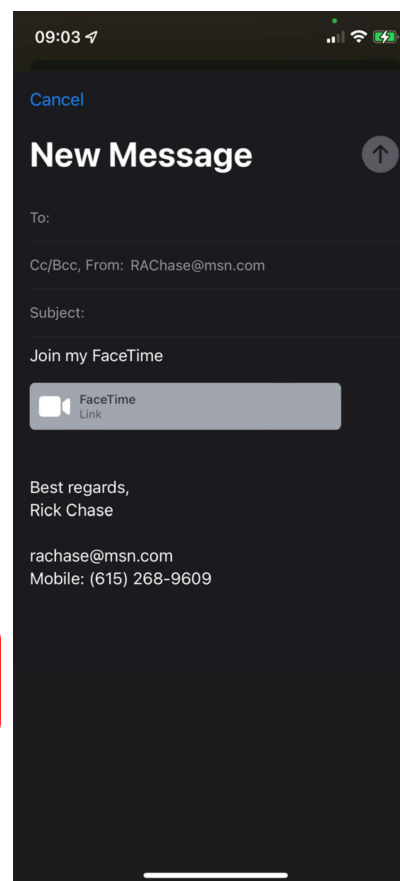 09:03
Cancel
New Message
To:
Cc/Bcc, From: RAChase@msn.com
Subject:
Join my FaceTime
FaceTime
Link
Best regards,
Rick Chase
rachase@msn.com
Mobile: (615) 268-9609